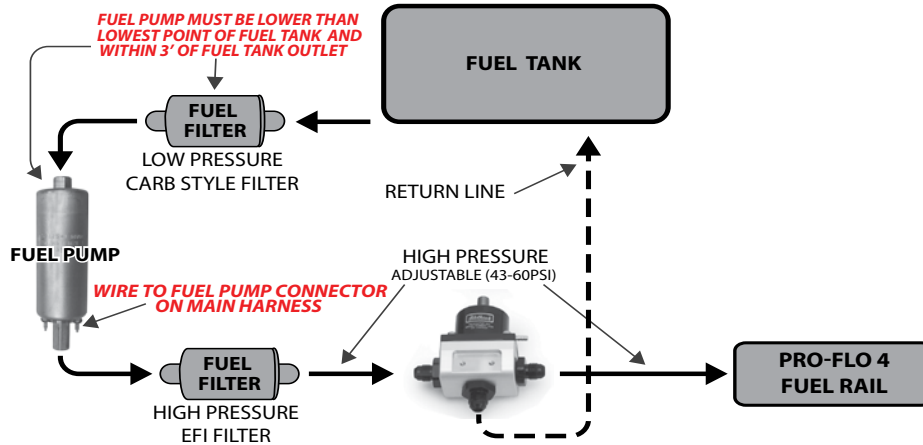 FUEL PUMP MUST BE LOWER THAN
LOWEST POINT OF FUEL TANK AND
WITHIN 3' OF FUEL TANK OUTLET
FUEL TANK
FUEL
FILTER
LOW PRESSURE
CARB STYLE FILTER
RETURN LINE
FUEL PUMP
HIGH PRESSURE
ADJUSTABLE (43-60PSI)
WIRE TO FUEL PUMP CONNECTOR
ON MAIN HARNESS
FUEL
FILTER
HIGH PRESSURE
EFI FILTER
PRO-FLO 4
FUEL RAIL